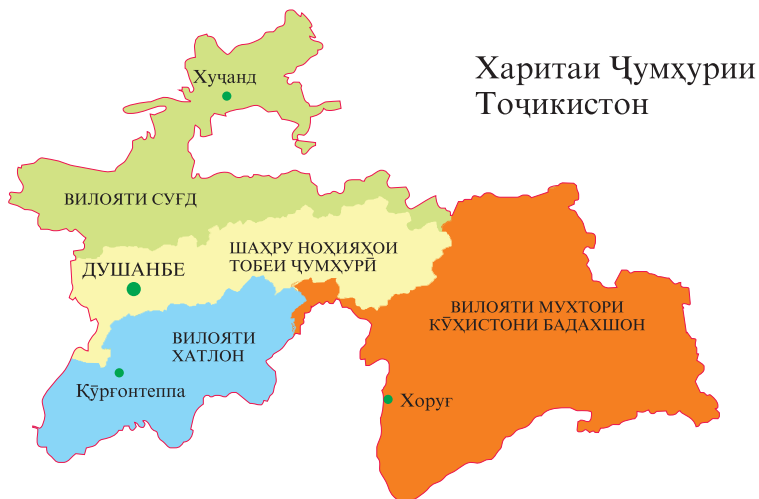 Харитаи Ҷумҳурии
Тоҷикистон
Хуҷанд
ВИЛОЯТИ СУҒД
ШАҲРУ НОҲИЯҲОИ
ТОБЕИ ҶУМҲУРӢ
ДУШАНБЕ
ВИЛОЯТИ МУХТОРИ
КӮҲИСТОНИ БАДАХШОН
ВИЛОЯТИ
ХАТЛОН
Қӯрғонтеппа
Хоруғ